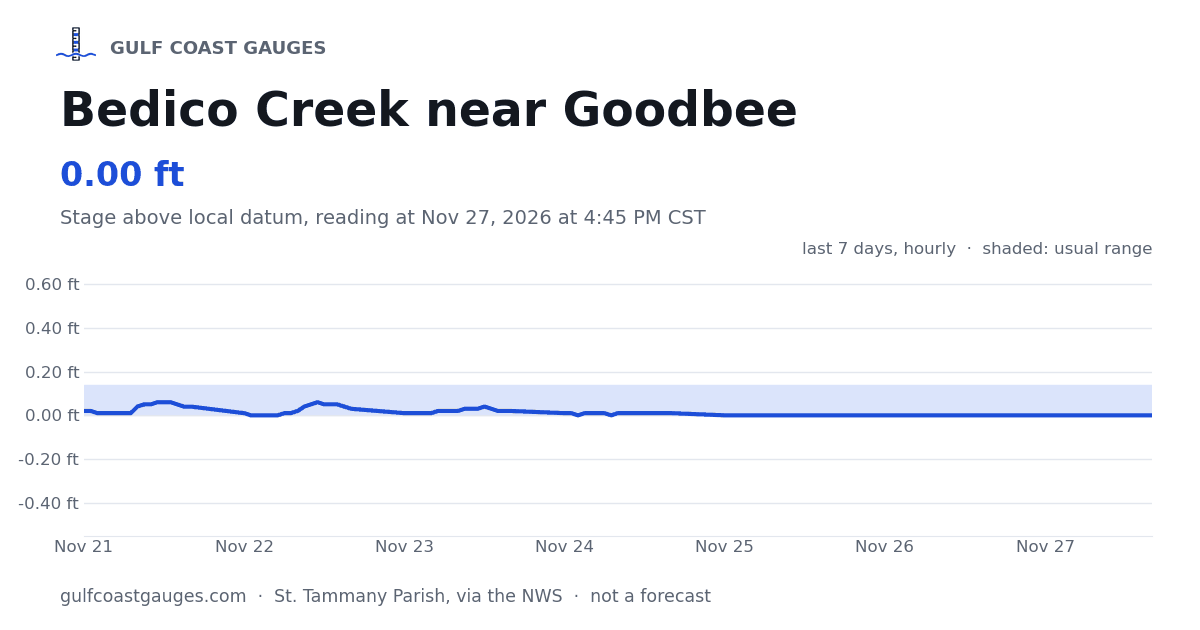 GULF COAST GAUGES
Bedico Creek near Goodbee
0.00 ft
Stage above local datum, reading at Nov 27, 2026 at 4:45 PM CST
last 7 days, hourly · shaded: usual range
0.60 ft
0.40 ft
0.20 ft
0.00 ft
-0.20 ft
-0.40 ft
Nov 21 Nov 22 Nov 23 Nov 24 Nov 25 Nov 26 Nov 27
gulfcoastgauges.com · St. Tammany Parish, via the NWS · not a forecast